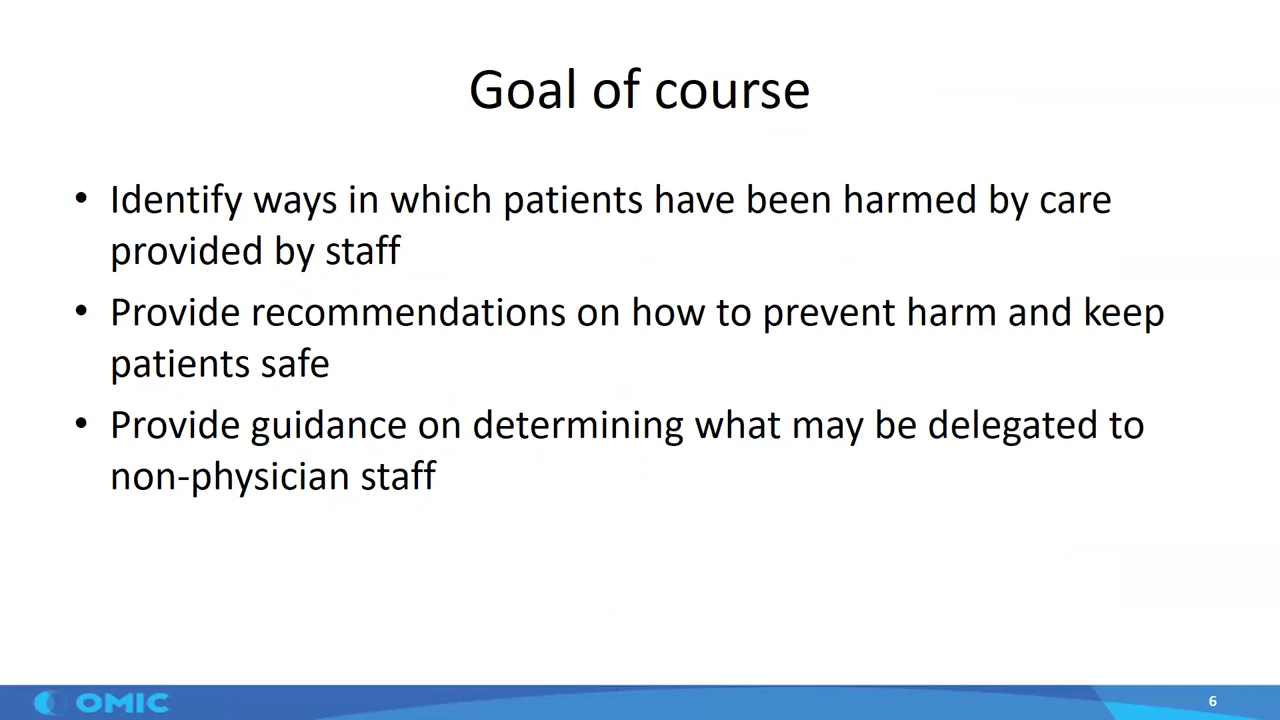 Goal of course
• Identify ways in which patients have been harmed by care
provided by staff
• Provide recommendations on how to prevent harm and keep
patients safe
• Provide guidance on determining what may be delegated to
non-physician staff
OMIC
6